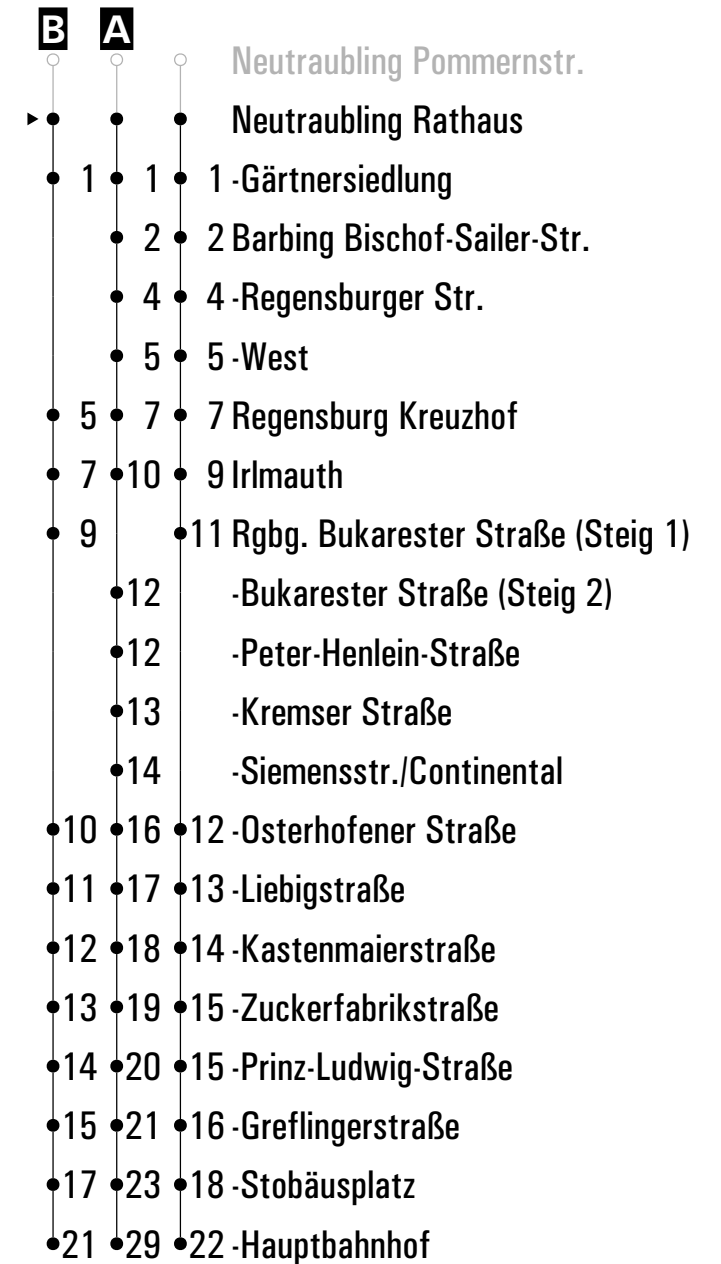 B A
Neutraubling Pommernstr.
Neutraubling Rathaus
1 1 1 -Gärtnersiedlung
2 2 Barbing Bischof-Sailer-Str.
4 4 -Regensburger Str.
5 5 -West
5 7 7 Regensburg Kreuzhof
7 10 9 Irlmauth
9 11 Rgbg. Bukarester Straße (Steig 1)
12 -Bukarester Straße (Steig 2)
12 -Peter-Henlein-Straße
13 -Kremser Straße
14 -Siemensstr./Continental
10 16 12 -Osterhofener Straße
11 17 13 -Liebigstraße
12 18 14 -Kastenmaierstraße
13 19 15 -Zuckerfabrikstraße
14 20 15 -Prinz-Ludwig-Straße
15 21 16 -Greflingerstraße
17 23 18 -Stobäusplatz
21 29 22 -Hauptbahnhof